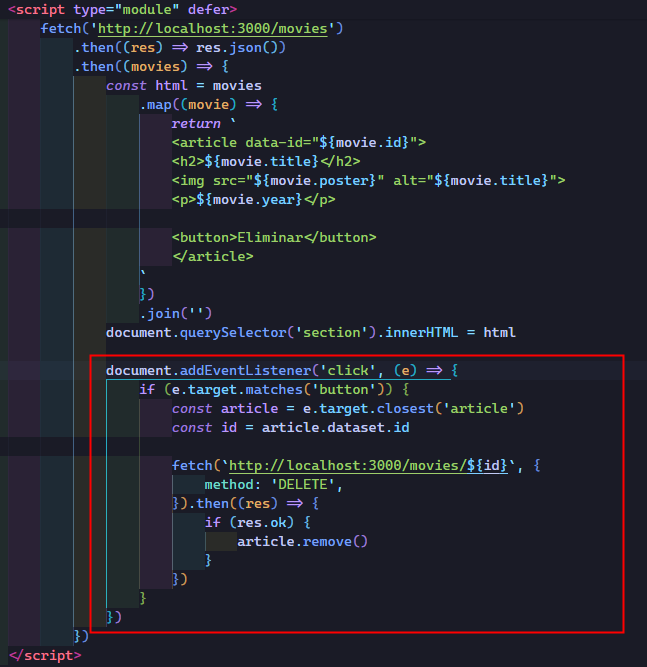 <script type="module" defer>
fetch('http://localhost:3000/movies')
.then((res) => res.json())
.then((movies) => {
const html = movies
.map((movie) => {
return `
<article data-id="${movie.id}">
<h2>${movie.title}</h2>
<img src="${movie.poster}" alt="${movie.title}">
<p>${movie.year}</p>
<button>Eliminar</button>
</article>
`
})
.join('')
document.querySelector('section').innerHTML = html
document.addEventListener('click', (e) => {
if (e.target.matches('button')) {
const article = e.target.closest('article')
const id = article.dataset.id
fetch(`http://localhost:3000/movies/${id}`, {
method: 'DELETE',
}).then((res) => {
if (res.ok) {
article.remove()
}
})
}
})
})
</script>